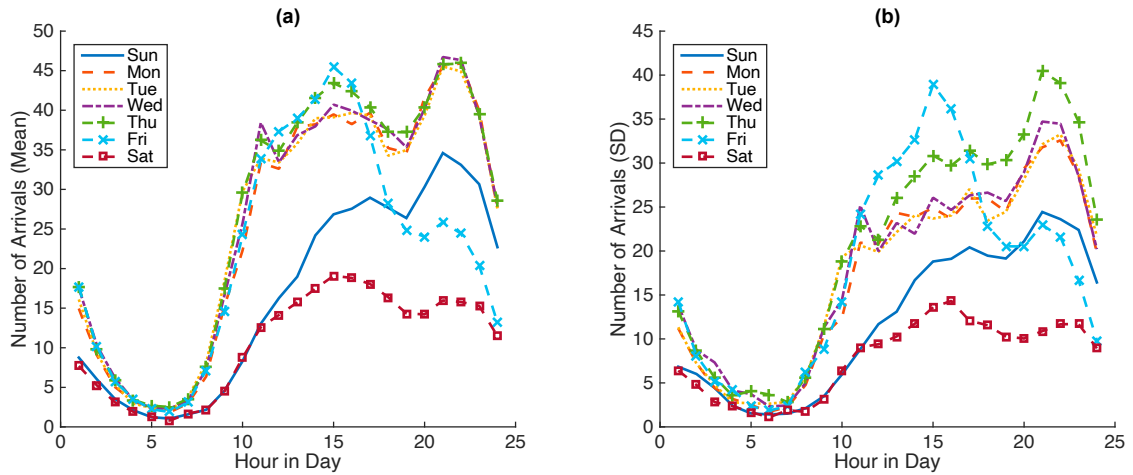 (a)
50
45
40
35
30
25
20
15
10
5
0
Number of Arrivals (Mean)
Sun
Mon
Tue
Wed
Thu
Fri
Sat
0 5 10 15 20 25
Hour in Day
(b)
45
40
35
30
25
20
15
10
5
0
Number of Arrivals (SD)
Sun
Mon
Tue
Wed
Thu
Fri
Sat
0 5 10 15 20 25
Hour in Day